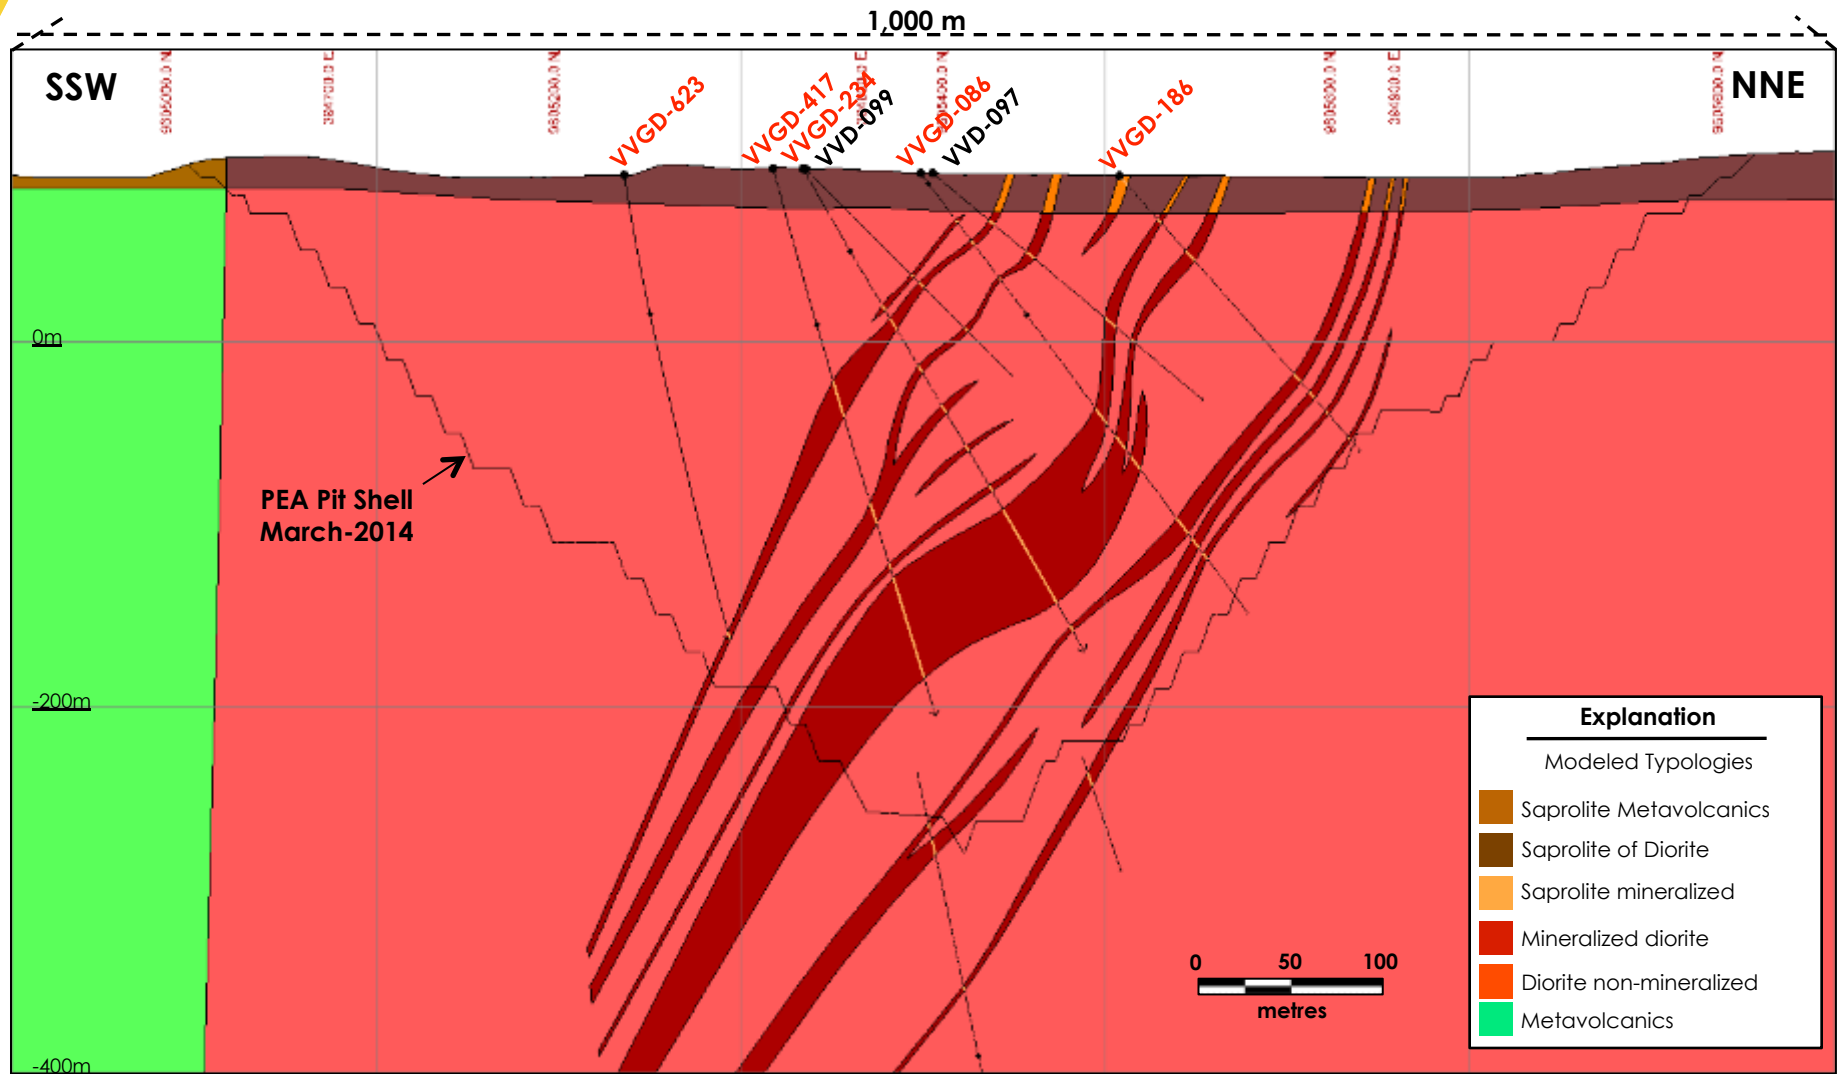 1,000 m
SSW
NNE
VVGD-623
VVGD-417
VVGD-234
VVD-099
VVGD-086
VVD-097
VVGD-186
0m
PEA Pit Shell
March-2014
-200m
-400m
0 50 100
metres
Explanation
Modeled Typologies
Saprolite Metavolcanics
Saprolite of Diorite
Saprolite mineralized
Mineralized diorite
Diorite non-mineralized
Metavolcanics